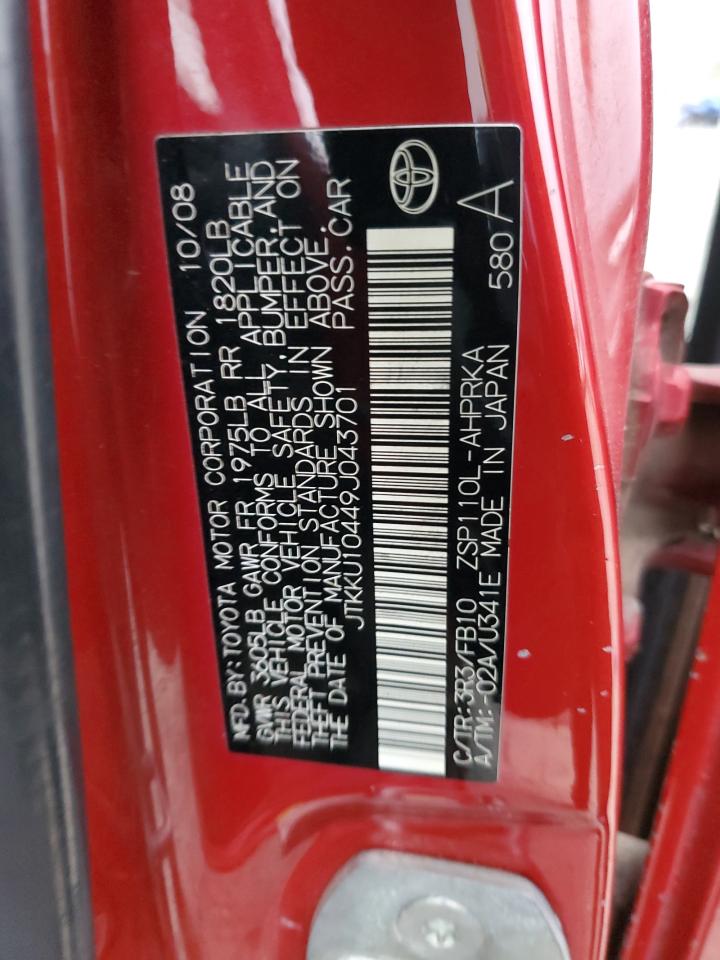 MFD. BY: TOYOTA MOTOR CORPORATION 10/08
GVWR 3605LB GAWR FR 1975LB RR 1820LB
THIS VEHICLE CONFORMS TO ALL APPLICABLE
FEDERAL MOTOR VEHICLE SAFETY, BUMPER, AND
THEFT PREVENTION STANDARDS IN EFFECT ON
THE DATE OF MANUFACTURE SHOWN ABOVE.
JTKKU10449J043701 PASS. CAR
C/TR: 3R3/FB10 ZSP110L-AHPRKA 580 A
A/TM: -02A/U341E MADE IN JAPAN